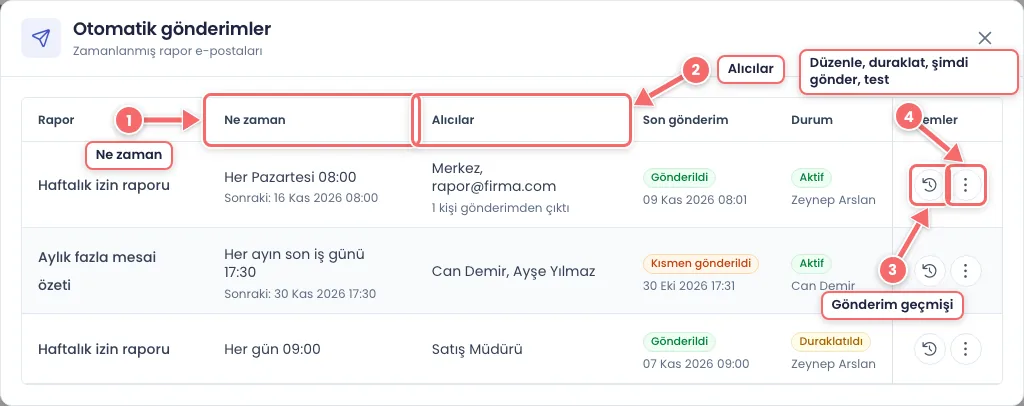 Otomatik gönderimler
Zamanlanmış rapor e-postaları
1
Ne zaman
2
Alıcılar
Düzenle, duraklat, şimdi
gönder, test
4
Rapor
Ne zaman
Alıcılar
Son gönderim
Durum
emler
Haftalık izin raporu
Her Pazartesi 08:00
Sonraki: 16 Kas 2026 08:00
Merkez,
rapor@firma.com
1 kişi gönderimden çıktı
Gönderildi
09 Kas 2026 08:01
Aktif
Zeynep Arslan
Aylık fazla mesai
özeti
Her ayın son iş günü
17:30
Sonraki: 30 Kas 2026 17:30
Can Demir, Ayşe Yılmaz
Kısmen gönderildi
30 Eki 2026 17:31
Aktif
Can Demir
3
Gönderim geçmişi
Haftalık izin raporu
Her gün 09:00
Satış Müdürü
Gönderildi
07 Kas 2026 09:00
Duraklatıldı
Zeynep Arslan